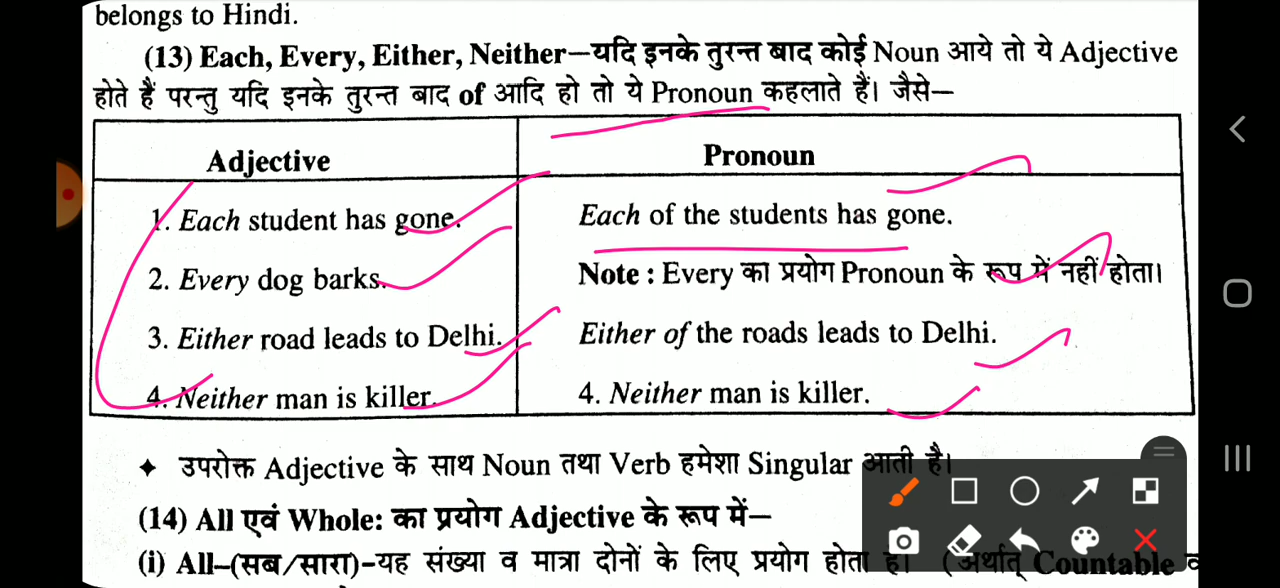 belongs to Hindi.
(13) Each, Every, Either, Neither–यदि इनके तुरन्त बाद कोई Noun आये तो ये Adjective
होते हैं परन्तु यदि इनके तुरन्त बाद of आदि हो तो ये Pronoun कहलाते हैं। जैसे–
Adjective
Pronoun
1. Each student has gone.
Each of the students has gone.
2. Every dog barks.
Note : Every का प्रयोग Pronoun के रूप में नहीं होता।
3. Either road leads to Delhi.
Either of the roads leads to Delhi.
4. Neither man is killer.
4. Neither man is killer.
✦ उपरोक्त Adjective के साथ Noun तथा Verb हमेशा Singular आती है।
(14) All एवं Whole: का प्रयोग Adjective के रूप में–
(i) All–(सब/सारा)–यह संख्या व मात्रा दोनों के लिए प्रयोग होता है। (अर्थात् Countable व